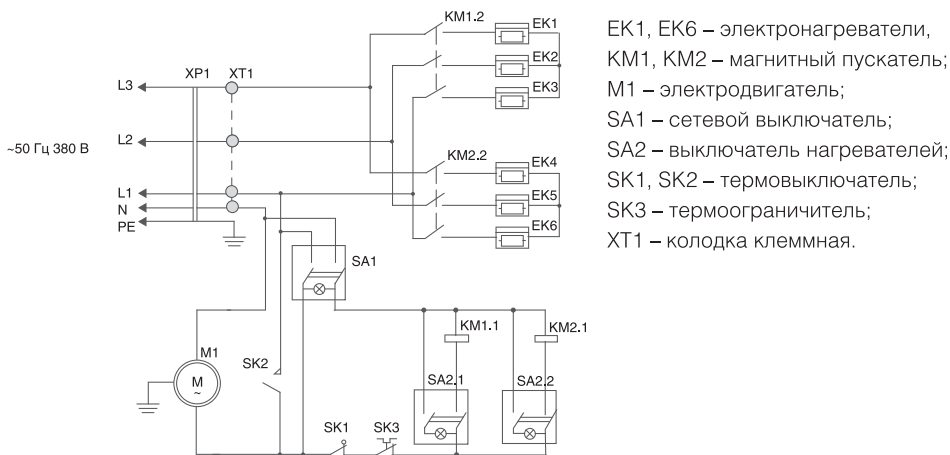 KM1.2
EK1
EK2
EK3
XP1
XT1
L3
L2
~50 Гц 380 В
L1
N
PE
KM2.2
EK4
EK5
EK6
SA1
KM1.1
KM2.1
M1
M
~
SK2
SA2.1
SA2.2
SK1
SK3
EK1, EK6 – электронагреватели,
KM1, KM2 – магнитный пускатель;
M1 – электродвигатель;
SA1 – сетевой выключатель;
SA2 – выключатель нагревателей;
SK1, SK2 – термовыключатель;
SK3 – термоограничитель;
XT1 – колодка клеммная.